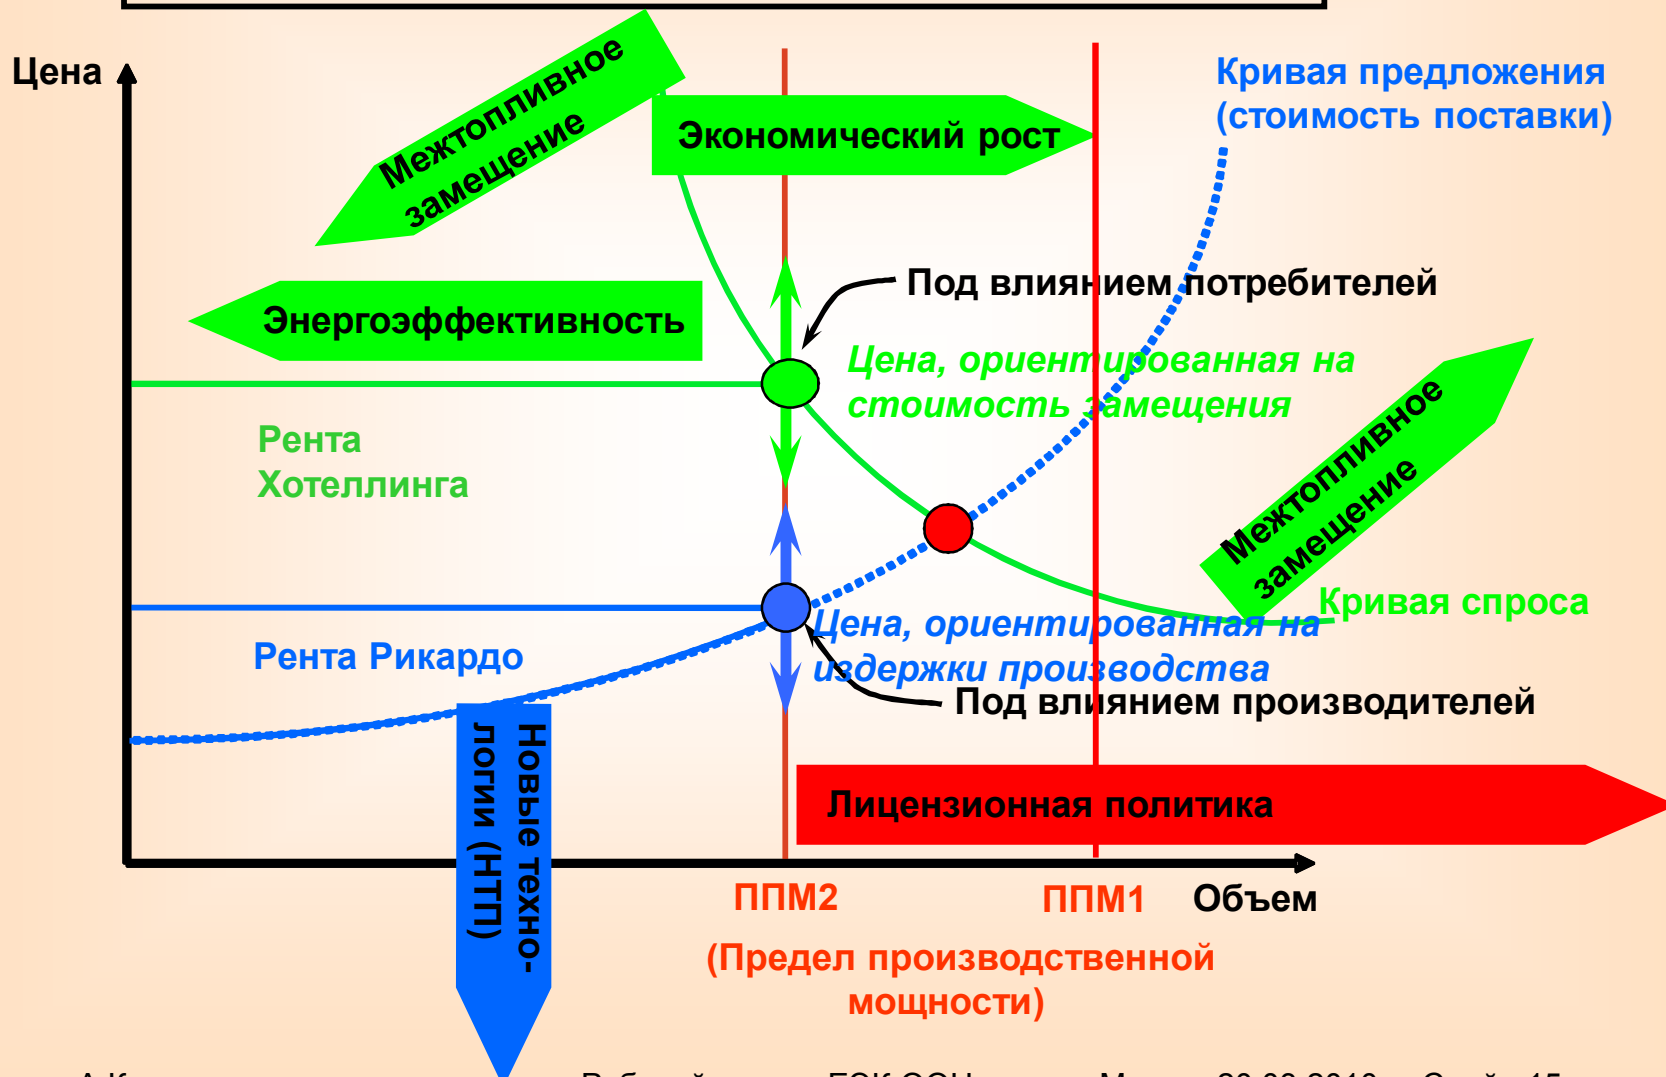 Цена
Межтопливное
замещение
Экономический рост
Кривая предложения
(стоимость поставки)
Энергоэффективность
Под влиянием потребителей
Цена, ориентированная на
стоимость замещения
Рента
Хотеллинга
Межтопливное
замещение
Кривая спроса
Цена, ориентированная на
издержки производства
Рента Рикардо
Под влиянием производителей
Новые техно-
логии (НТП)
Лицензионная политика
ППМ2
ППМ1
Объем
(Предел производственной
мощности)